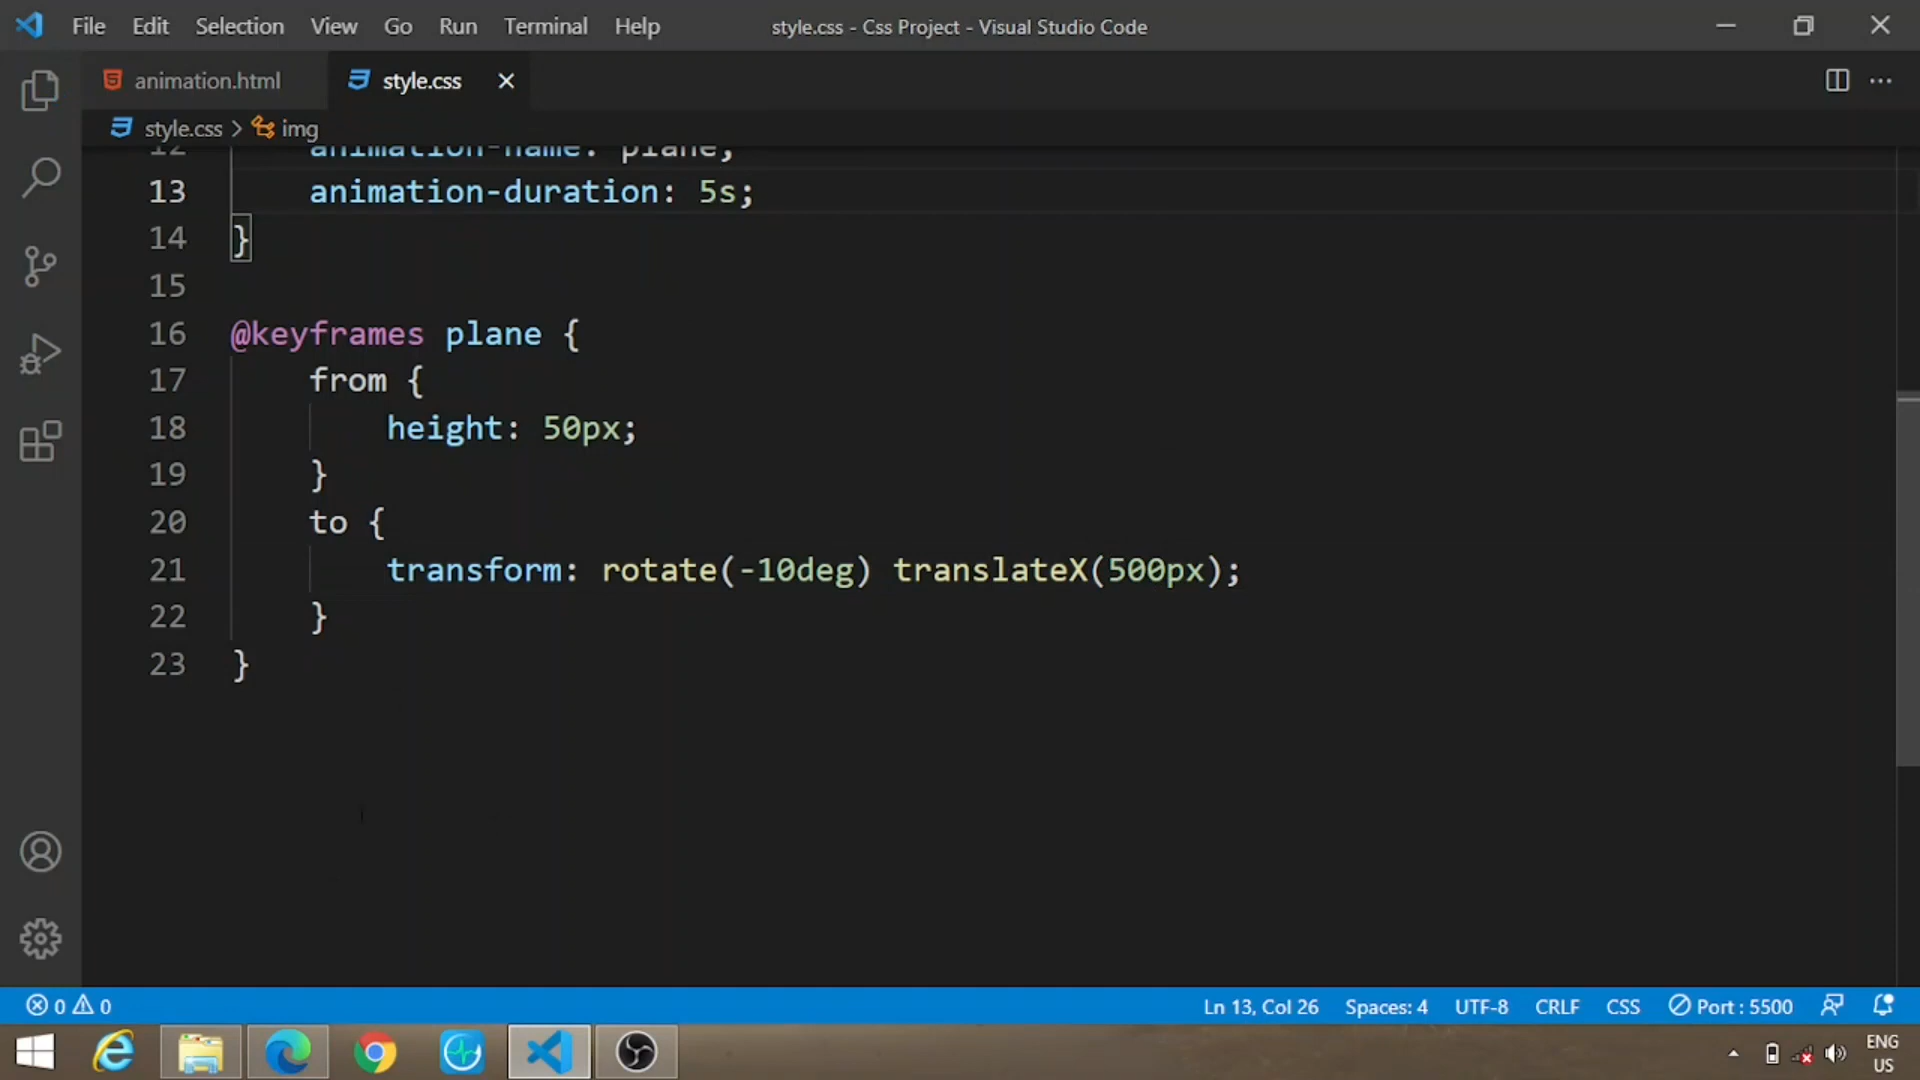 File Edit Selection View Go Run Terminal Help style.css - Css Project - Visual Studio Code
animation.html style.css
style.css > img
12 animation-name: plane;
13 animation-duration: 5s;
14 }
15
16 @keyframes plane {
17 from {
18 height: 50px;
19 }
20 to {
21 transform: rotate(-10deg) translateX(500px);
22 }
23 }
0 0 Ln 13, Col 26 Spaces: 4 UTF-8 CRLF CSS Port : 5500
ENG
US